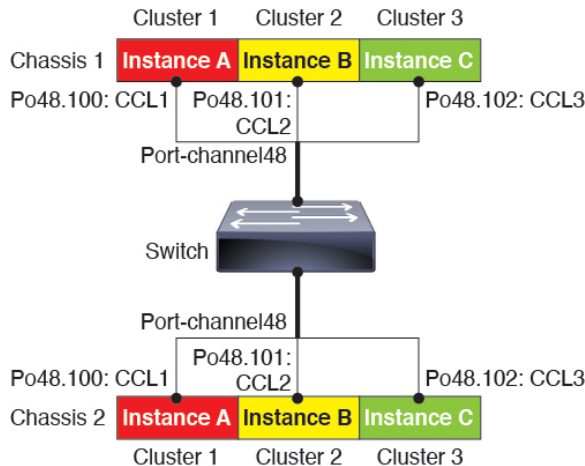 Cluster 1 Cluster 2 Cluster 3
Chassis 1 Instance A Instance B Instance C
Po48.100: CCL1 Po48.101: Po48.102: CCL3
CCL2
Port-channel48
Switch
Port-channel48
Po48.100: CCL1 Po48.101: Po48.102: CCL3
CCL2
Chassis 2 Instance A Instance B Instance C
Cluster 1 Cluster 2 Cluster 3